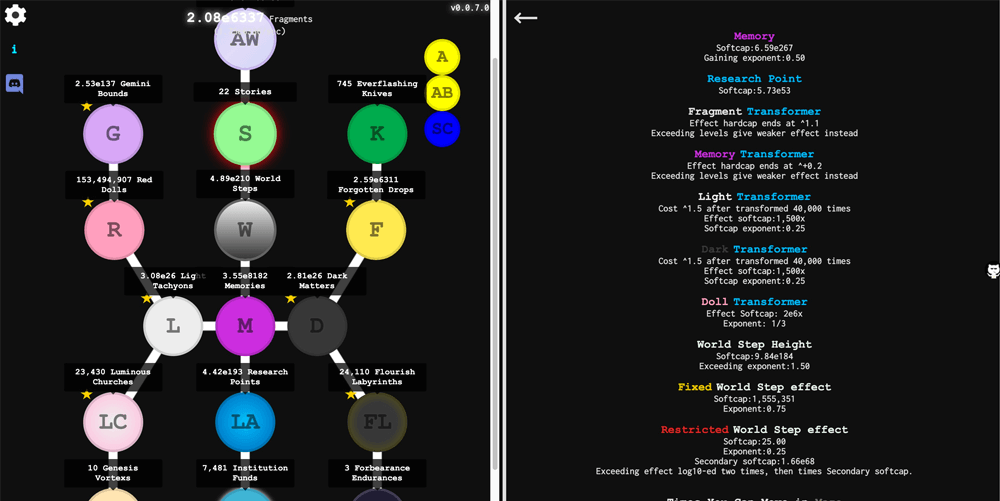 v0.0.7.0
2.08e6337 Fragments
i
AW
A
AB
SC
2.53e137 Gemini
Bounds
22 Stories
745 Everflashing
Knives
G
S
K
153,494,907 Red
Dolls
4.89e210 World
Steps
2.59e6311
Forgotten Drops
R
W
F
3.08e26 Light
Tachyons
3.55e8182
Memories
2.81e26 Dark
Matters
L
M
D
23,430 Luminous
Churches
4.42e193 Research
Points
24,110 Flourish
Labyrinths
LC
LA
FL
10 Genesis
Vortexs
7,481 Institution
Funds
3 Forbearance
Endurances
Memory
Softcap:6.59e267
Gaining exponent:0.50
Research Point
Softcap:5.73e53
Fragment Transformer
Effect hardcap ends at ^1.1
Exceeding levels give weaker effect instead
Memory Transformer
Effect hardcap ends at ^+0.2
Exceeding levels give weaker effect instead
Light Transformer
Cost ^1.5 after transformed 40,000 times
Effect softcap:1,500x
Softcap exponent:0.25
Dark Transformer
Cost ^1.5 after transformed 40,000 times
Effect softcap:1,500x
Softcap exponent:0.25
Doll Transformer
Effect Softcap: 2e6x
Exponent: 1/3
World Step Height
Softcap:9.84e184
Exceeding exponent:1.50
Fixed World Step effect
Softcap:1,555,351
Exponent:0.75
Restricted World Step effect
Softcap:25.00
Exponent:0.25
Secondary softcap:1.66e68
Exceeding effect log10-ed two times, then times Secondary softcap.